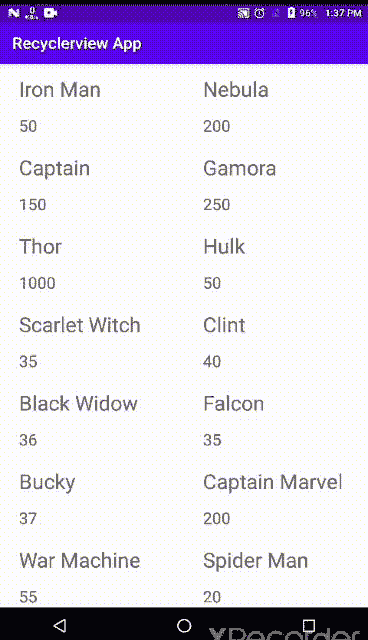 96% 1:37 PM
Recyclerview App
Iron Man Nebula
50 200
Captain Gamora
150 250
Thor Hulk
1000 50
Scarlet Witch Clint
35 40
Black Widow Falcon
36 35
Bucky Captain Marvel
37 200
War Machine Spider Man
55 20
XRecorder